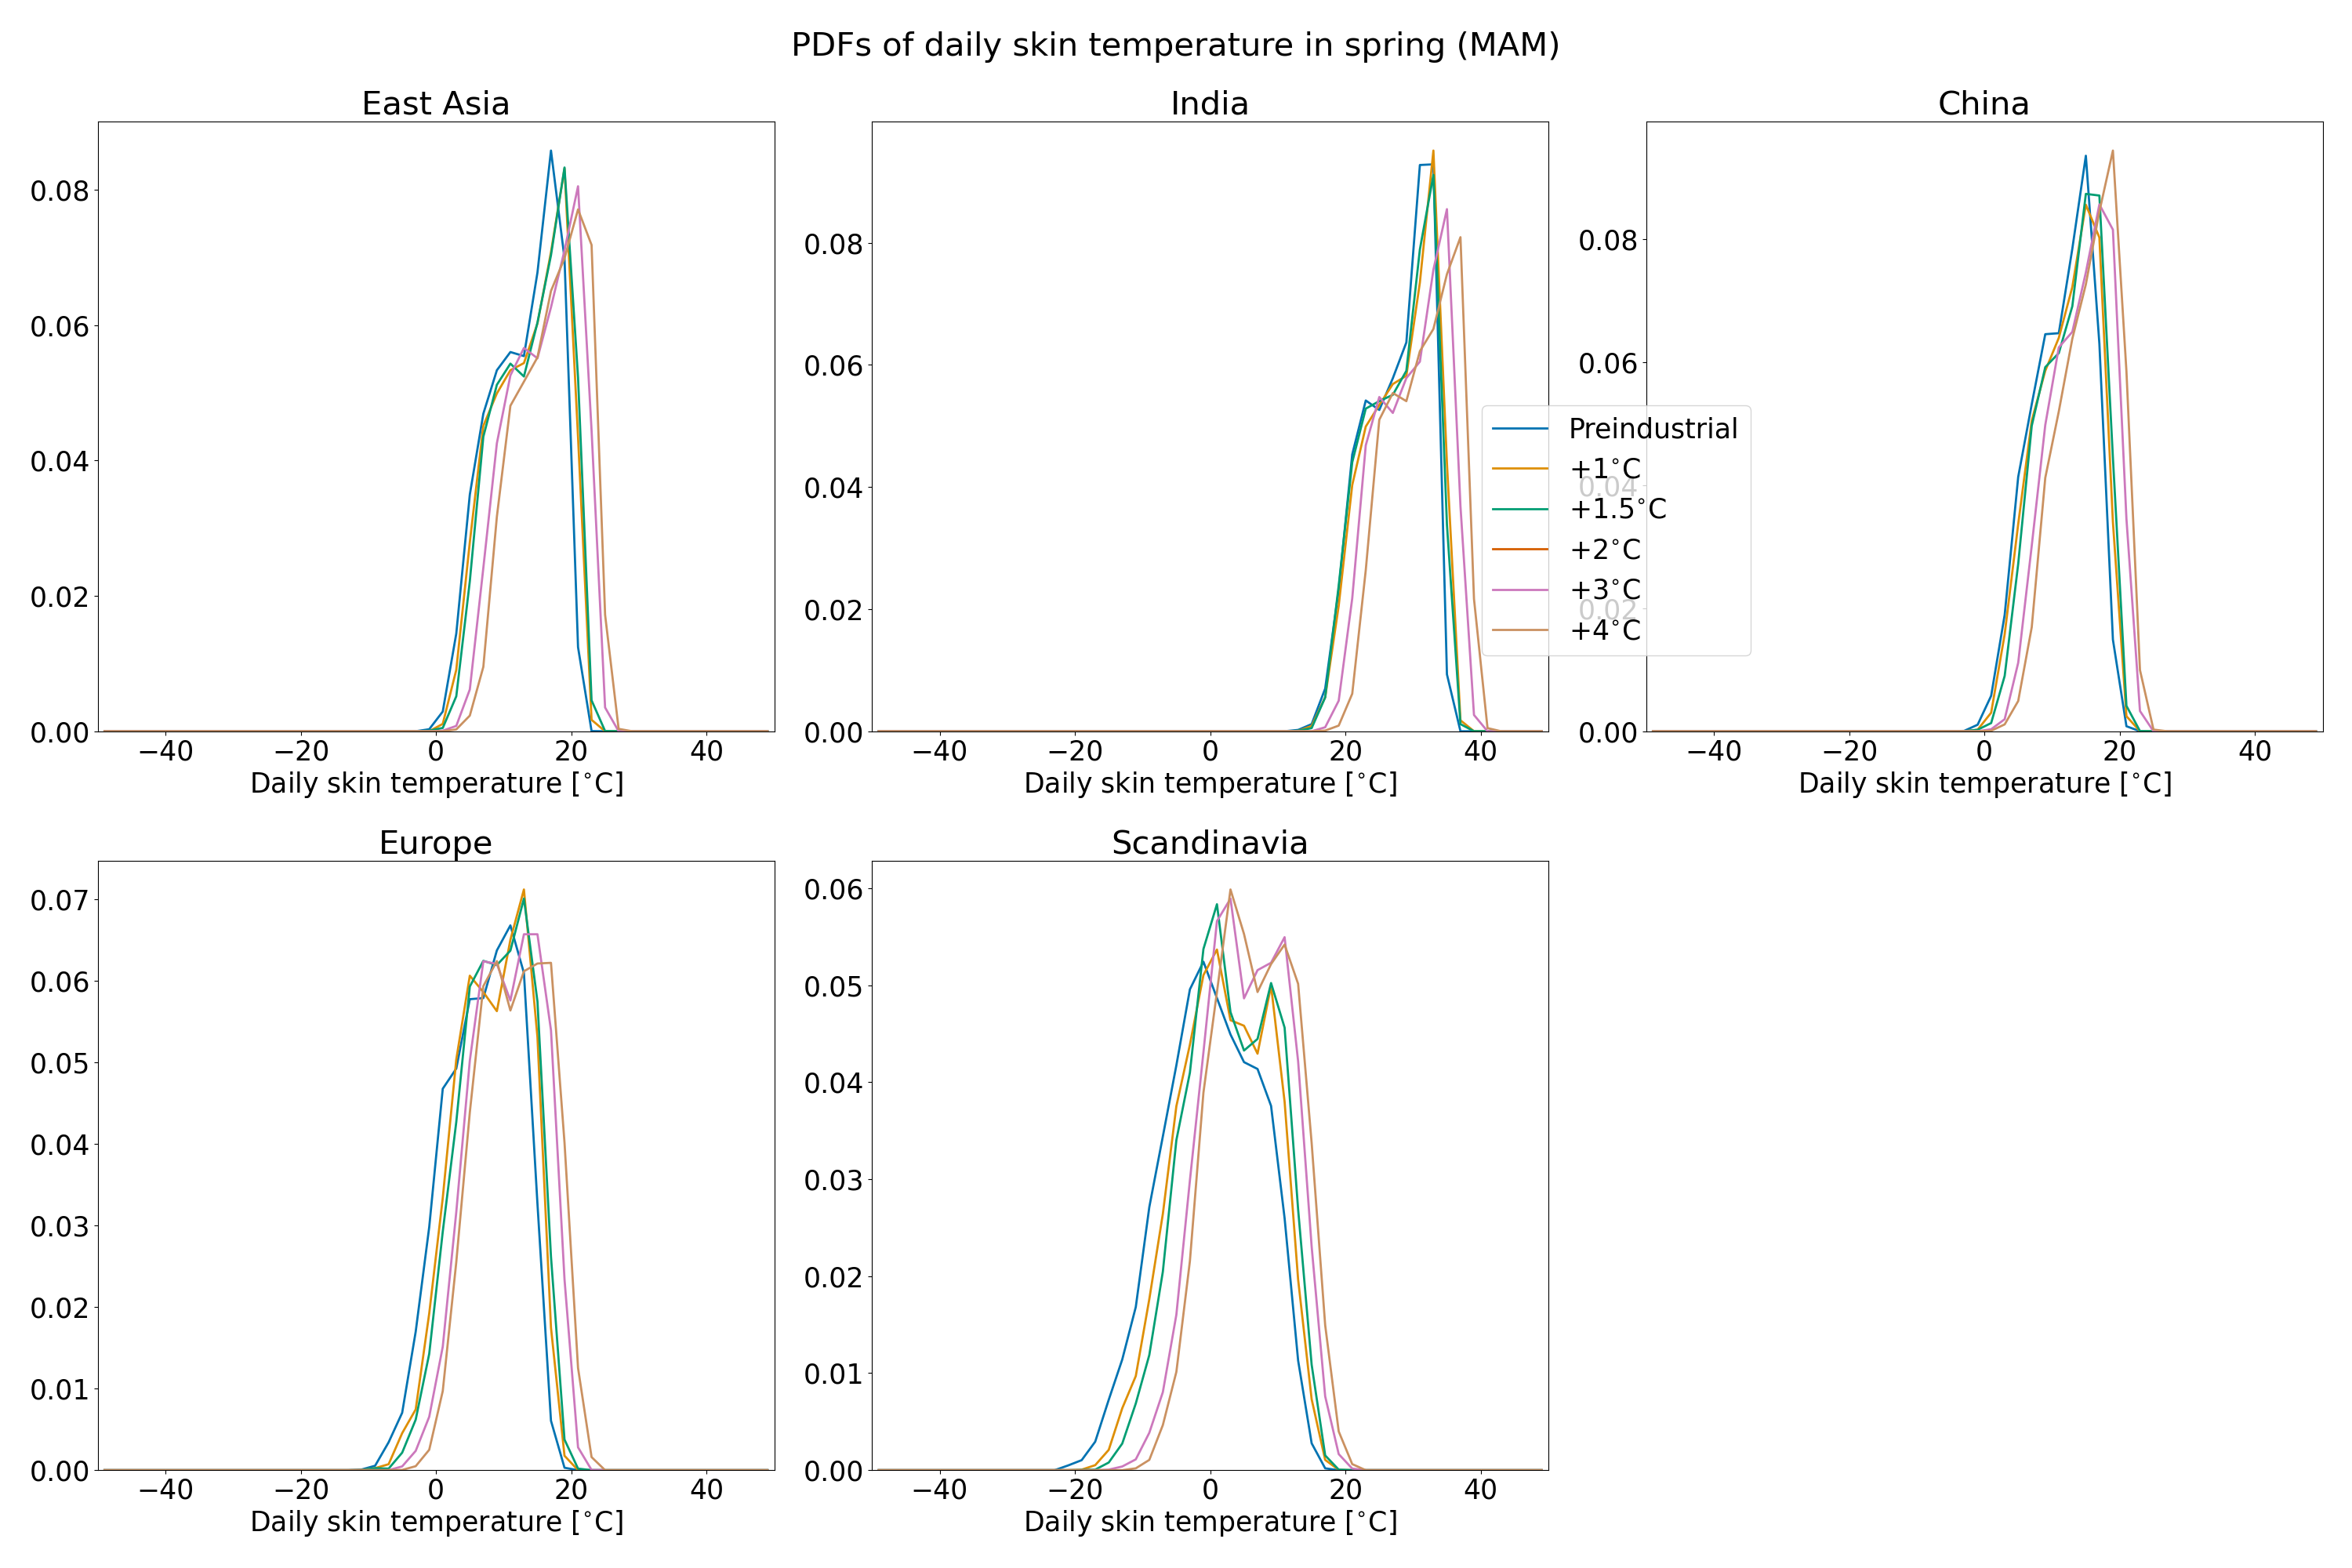 PDFs of daily skin temperature in spring (MAM)
East Asia
0.08
0.06
0.04
0.02
0.00
−40 −20 0 20 40
Daily skin temperature [°C]
India
0.08
0.06
0.04
0.02
0.00
−40 −20 0 20 40
Daily skin temperature [°C]
China
0.08
0.06
0.04
0.02
0.00
−40 −20 0 20 40
Daily skin temperature [°C]
Preindustrial
+1°C
+1.5°C
+2°C
+3°C
+4°C
Europe
0.07
0.06
0.05
0.04
0.03
0.02
0.01
0.00
−40 −20 0 20 40
Daily skin temperature [°C]
Scandinavia
0.06
0.05
0.04
0.03
0.02
0.01
0.00
−40 −20 0 20 40
Daily skin temperature [°C]